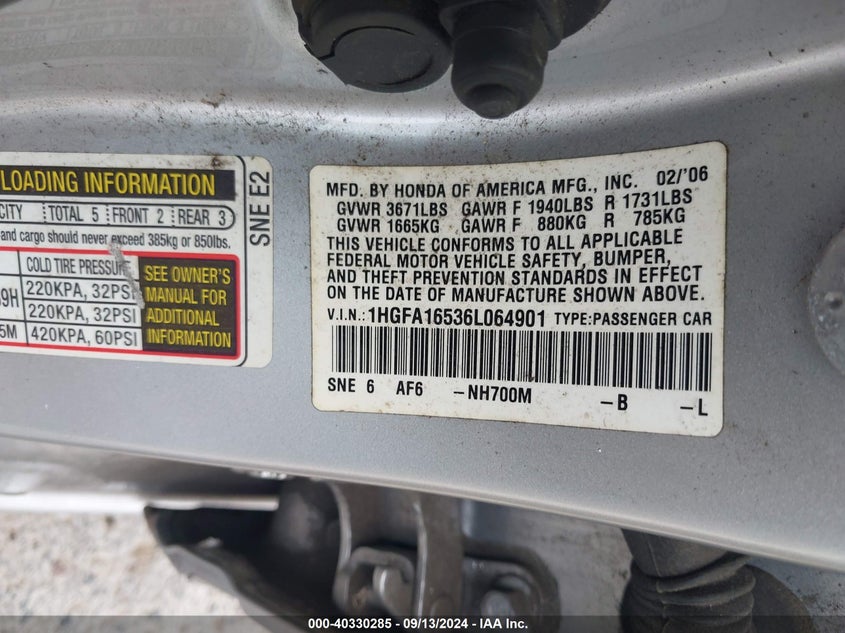 LOADING INFORMATION
CITY TOTAL 5 FRONT 2 REAR 3
and cargo should never exceed 385kg or 850lbs.
COLD TIRE PRESSURE
220KPA, 32PSI
220KPA, 32PSI
420KPA, 60PSI
9H
5M
SEE OWNER'S
MANUAL FOR
ADDITIONAL
INFORMATION
SNE E2
MFD. BY HONDA OF AMERICA MFG., INC. 02/'06
GVWR 3671LBS GAWR F 1940LBS R 1731LBS
GVWR 1665KG GAWR F 880KG R 785KG
THIS VEHICLE CONFORMS TO ALL APPLICABLE
FEDERAL MOTOR VEHICLE SAFETY, BUMPER,
AND THEFT PREVENTION STANDARDS IN EFFECT
ON THE DATE OF MANUFACTURE SHOWN ABOVE.
V.I.N.: 1HGFA16536L064901 TYPE:PASSENGER CAR
SNE 6 AF6 -NH700M -B -L
000-40330285 - 09/13/2024 - IAA Inc.